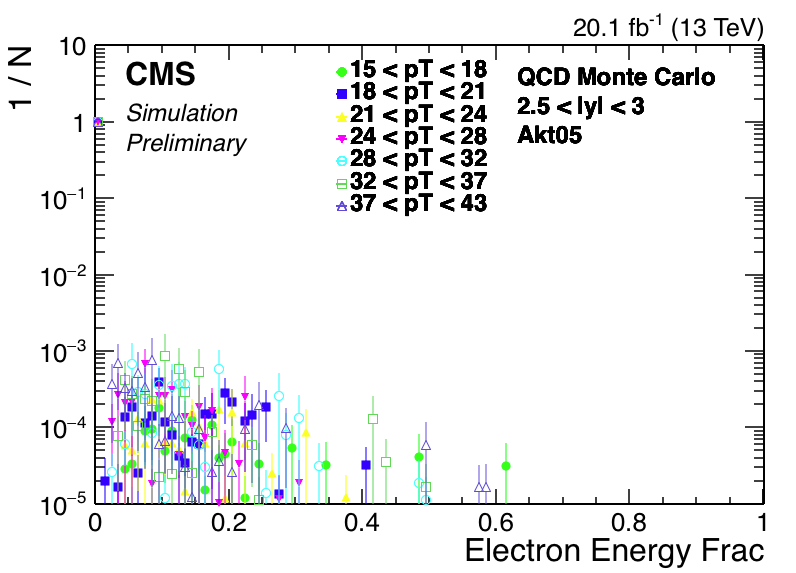 20.1 fb⁻¹ (13 TeV)
1 / N
10
1
10⁻¹
10⁻²
10⁻³
10⁻⁴
10⁻⁵
CMS
Simulation
Preliminary
15 < pT < 18
18 < pT < 21
21 < pT < 24
24 < pT < 28
28 < pT < 32
32 < pT < 37
37 < pT < 43
QCD Monte Carlo
2.5 < |y| < 3
Akt05
0 0.2 0.4 0.6 0.8 1
Electron Energy Frac